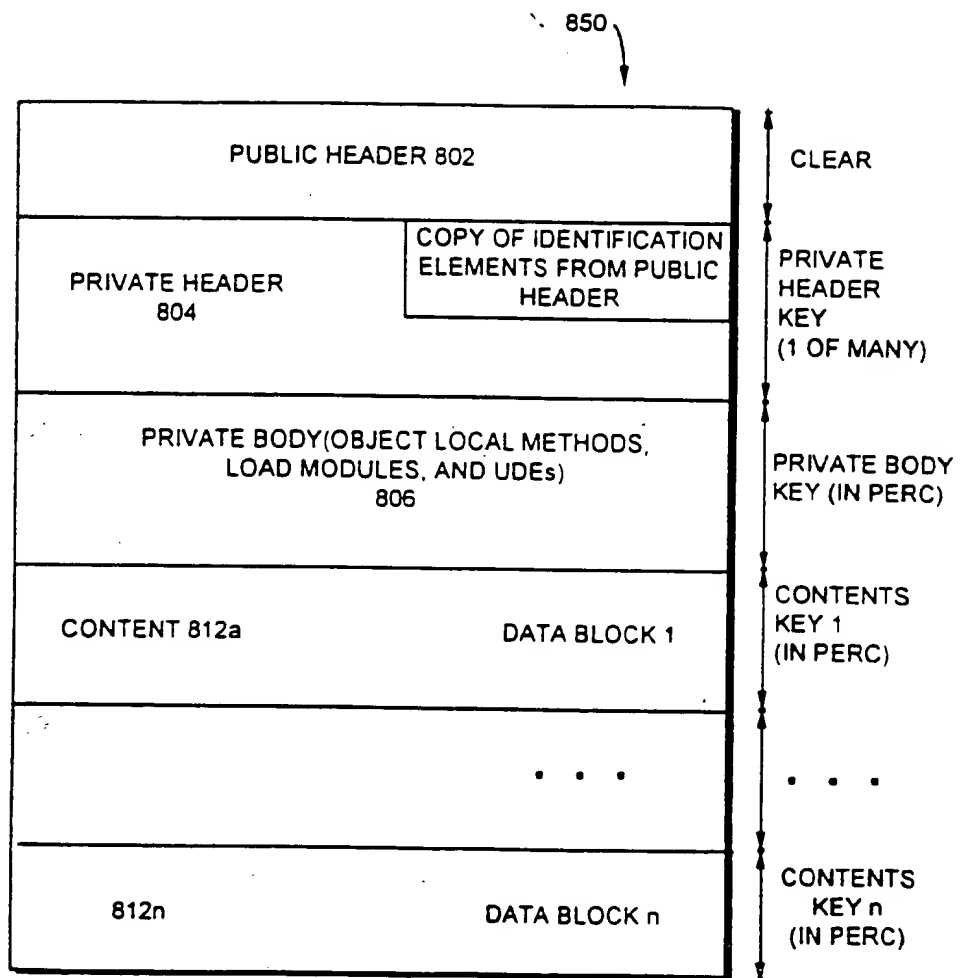 850
PUBLIC HEADER 802
CLEAR
COPY OF IDENTIFICATION
ELEMENTS FROM PUBLIC
HEADER
PRIVATE HEADER
804
PRIVATE
HEADER
KEY
(1 OF MANY)
PRIVATE BODY(OBJECT LOCAL METHODS,
LOAD MODULES, AND UDEs)
806
PRIVATE BODY
KEY (IN PERC)
CONTENT 812a
DATA BLOCK 1
CONTENTS
KEY 1
(IN PERC)
. . .
. . .
812n
DATA BLOCK n
CONTENTS
KEY n
(IN PERC)